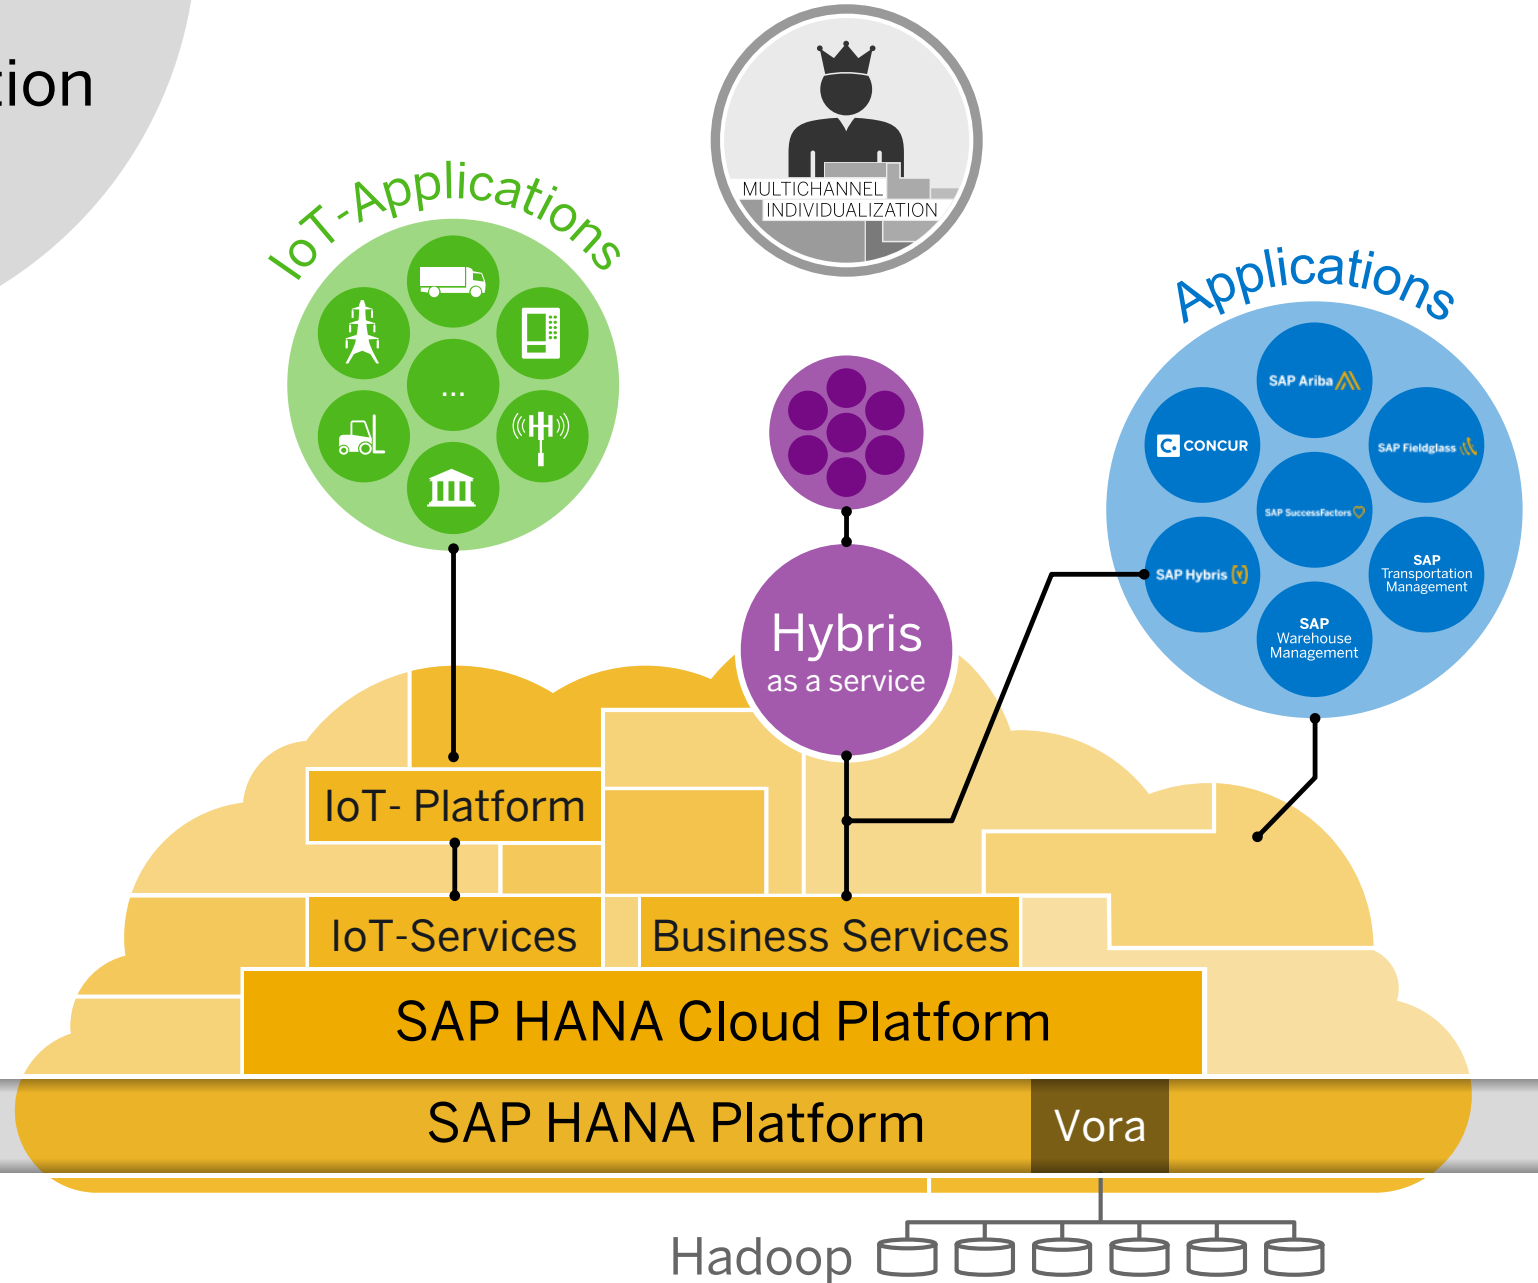 tion
MULTICHANNEL
INDIVIDUALIZATION
IoT-Applications
Applications
...
SAP Ariba
CONCUR
SAP Fieldglass
SAP SuccessFactors
SAP Hybris
SAP
Transportation
Management
SAP
Warehouse
Management
Hybris
as a service
IoT- Platform
IoT-Services
Business Services
SAP HANA Cloud Platform
SAP HANA Platform
Vora
Hadoop